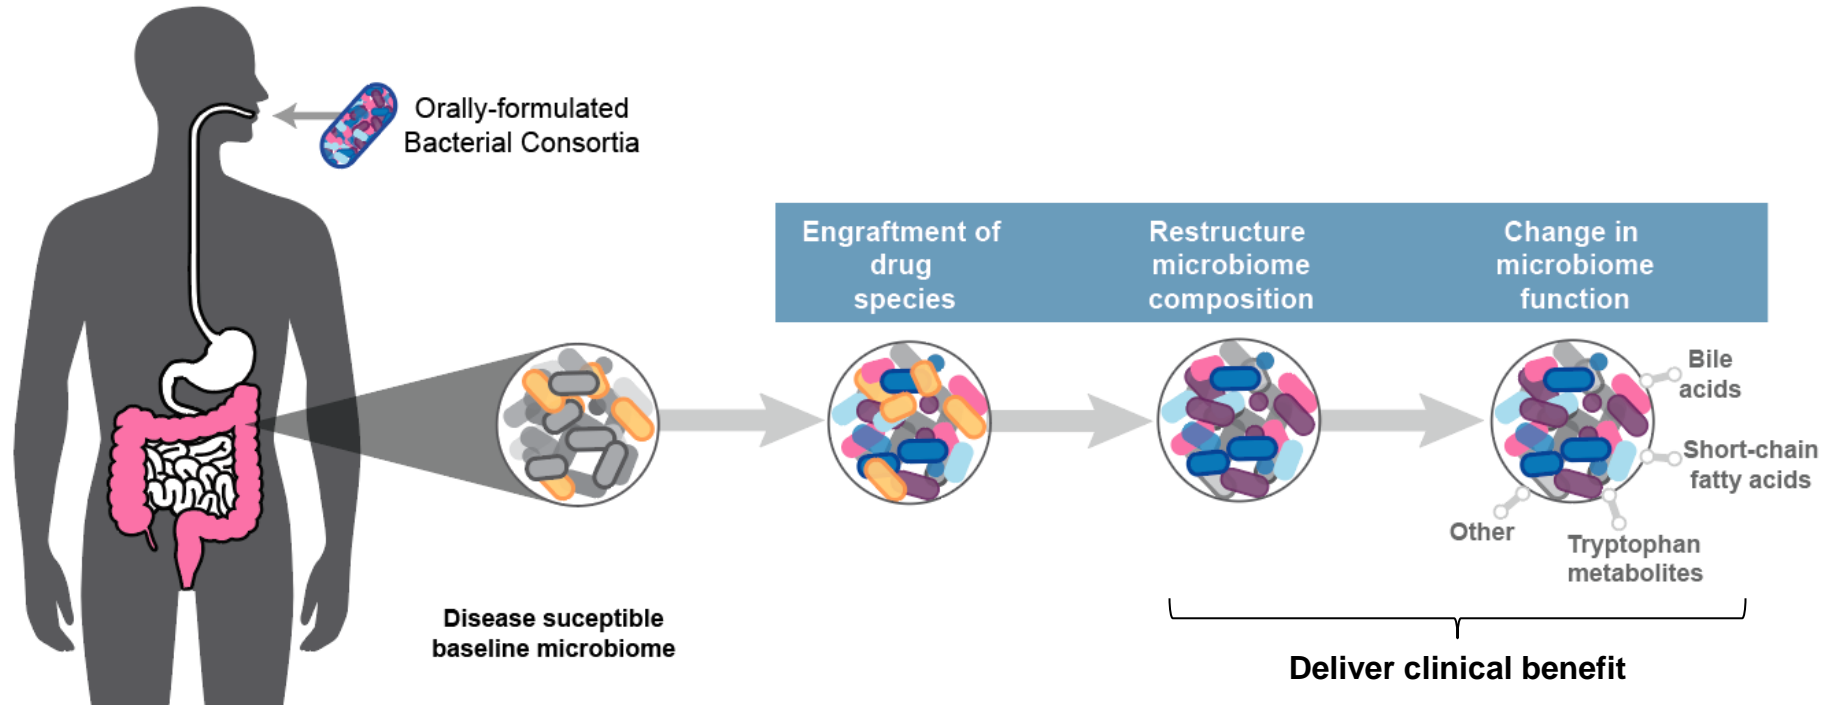 Orally-formulated
Bacterial Consortia
Engraftment of
drug
species
Restructure
microbiome
composition
Change in
microbiome
function
Bile
acids
Short-chain
fatty acids
Other
Tryptophan
metabolites
Disease suceptible
baseline microbiome
Deliver clinical benefit